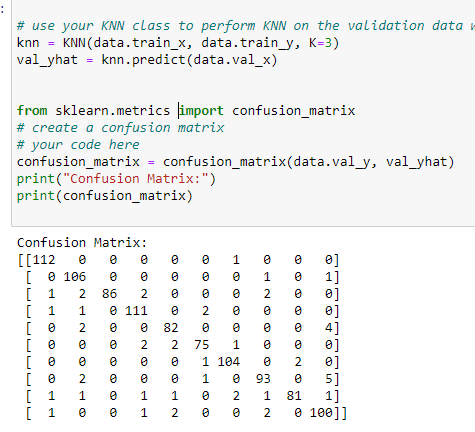 :
# use your KNN class to perform KNN on the validation data
knn = KNN(data.train_x, data.train_y, K=3)
val_yhat = knn.predict(data.val_x)
from sklearn.metrics import confusion_matrix
# create a confusion matrix
# your code here
confusion_matrix = confusion_matrix(data.val_y, val_yhat)
print("Confusion Matrix:")
print(confusion_matrix)
Confusion Matrix:
[[112   0   0   0   0   0   1   0   0   0]
 [  0 106   0   0   0   0   0   1   0   1]
 [  1   2  86   2   0   0   0   2   0   0]
 [  1   1   0 111   0   2   0   0   0   0]
 [  0   2   0   0  82   0   0   0   0   4]
 [  0   0   0   2   2  75   1   0   0   0]
 [  0   0   0   0   0   1 104   0   2   0]
 [  0   2   0   0   0   1   0  93   0   5]
 [  1   1   0   1   1   0   2   1  81   1]
 [  1   0   0   1   2   0   0   2   0 100]]